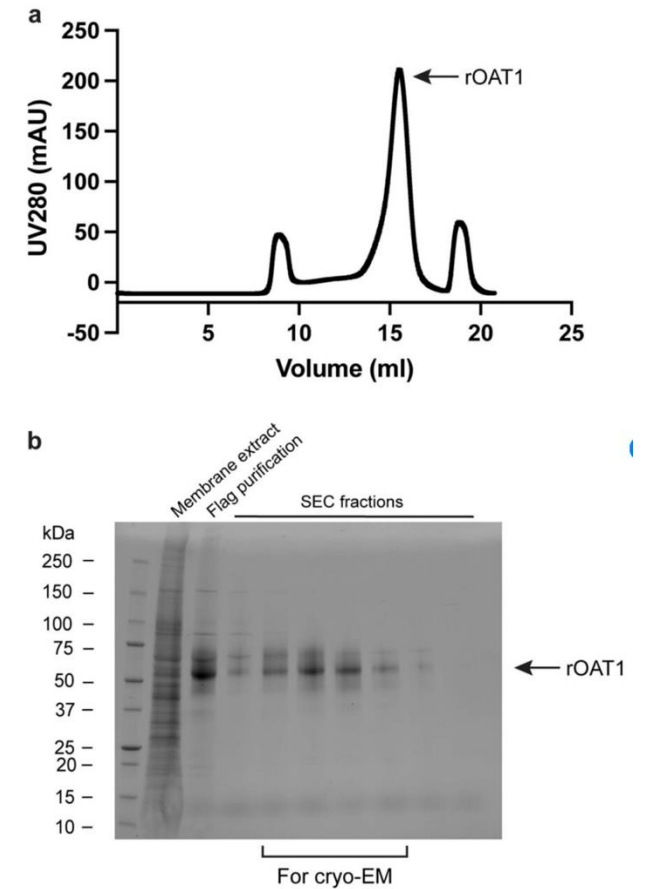 a
250
200
150
100
50
0
-50
UV280 (mAU)
rOAT1
5 10 15 20 25
Volume (ml)
b
Membrane extract
Flag purification
SEC fractions
kDa
250
150
100
75
50
37
25
20
15
10
rOAT1
For cryo-EM